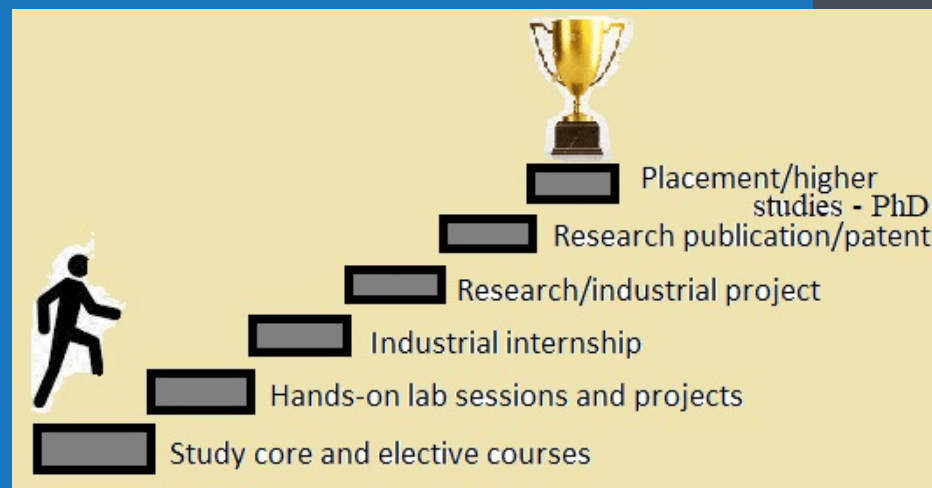 Placement/higher
studies - PhD
Research publication/patent
Research/industrial project
Industrial internship
Hands-on lab sessions and projects
Study core and elective courses